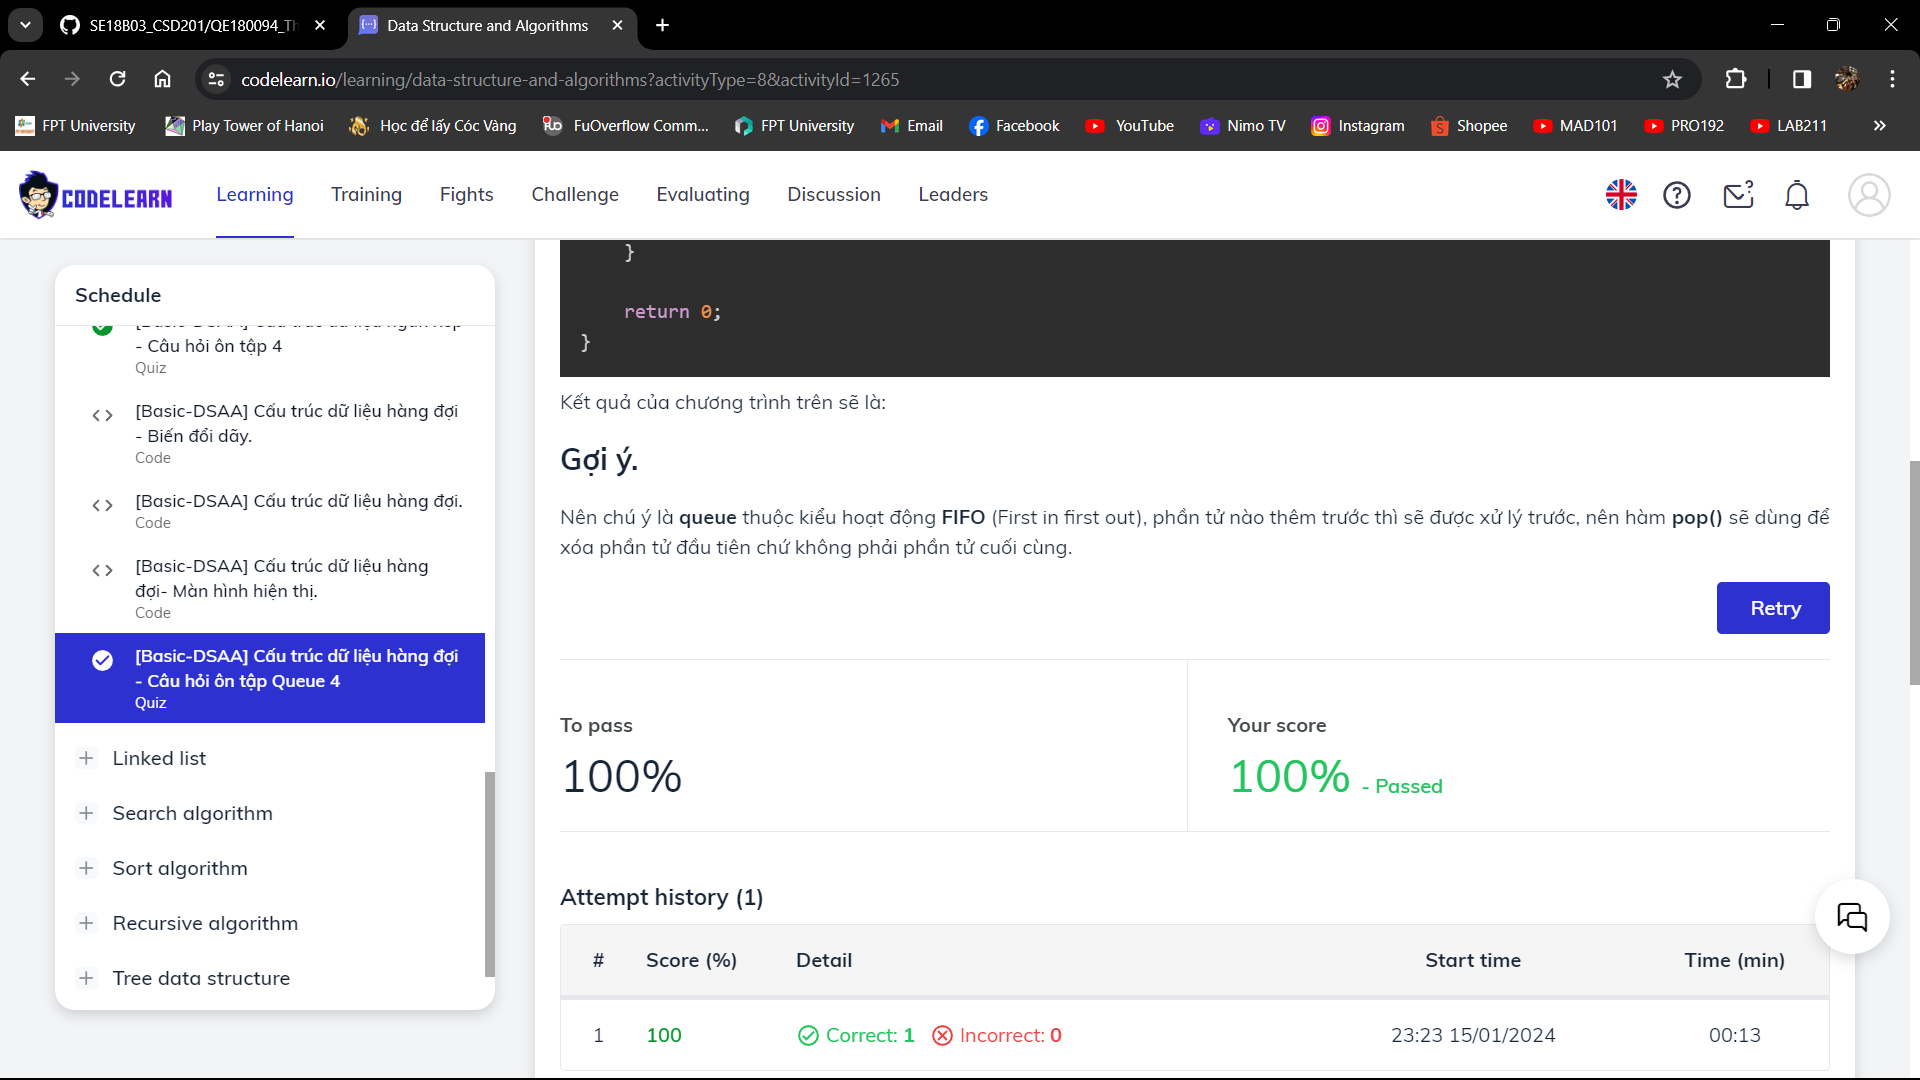 SE18B03_CSD201/QE180094_Th
Data Structure and Algorithms
codelearn.io/learning/data-structure-and-algorithms?activityType=8&activityId=1265
FPT University
Play Tower of Hanoi
Học để lấy Cóc Vàng
FuOverflow Comm...
FPT University
Email
Facebook
YouTube
Nimo TV
Instagram
Shopee
MAD101
PRO192
LAB211
CODELEARN
Learning
Training
Fights
Challenge
Evaluating
Discussion
Leaders
Schedule
[Basic-DSAA] Cấu trúc dữ liệu ngăn xếp
- Câu hỏi ôn tập 4
Quiz
[Basic-DSAA] Cấu trúc dữ liệu hàng đợi
- Biến đổi dãy.
Code
[Basic-DSAA] Cấu trúc dữ liệu hàng đợi.
Code
[Basic-DSAA] Cấu trúc dữ liệu hàng
đợi- Màn hình hiện thị.
Code
[Basic-DSAA] Cấu trúc dữ liệu hàng đợi
- Câu hỏi ôn tập Queue 4
Quiz
+ Linked list
+ Search algorithm
+ Sort algorithm
+ Recursive algorithm
+ Tree data structure
}
return 0;
}
Kết quả của chương trình trên sẽ là:
Gợi ý.
Nên chú ý là queue thuộc kiểu hoạt động FIFO (First in first out), phần tử nào thêm trước thì sẽ được xử lý trước, nên hàm pop() sẽ dùng để
xóa phần tử đầu tiên chứ không phải phần tử cuối cùng.
Retry
To pass
100%
Your score
100% - Passed
Attempt history (1)
# Score (%) Detail Start time Time (min)
1 100 Correct: 1 Incorrect: 0 23:23 15/01/2024 00:13